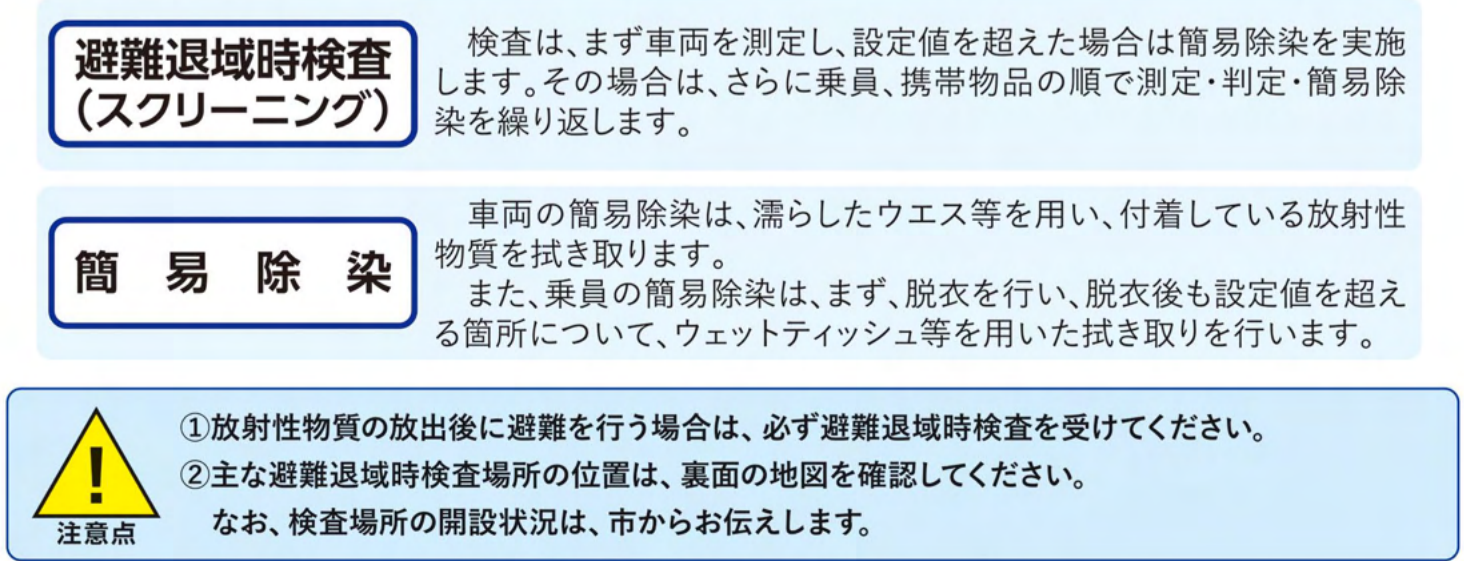 避難退域時検査
(スクリーニング)
検査は、まず車両を測定し、設定値を超えた場合は簡易除染を実施
します。その場合は、さらに乗員、携帯物品の順で測定・判定・簡易除
染を繰り返します。
簡易除染
車両の簡易除染は、濡らしたウエス等を用い、付着している放射性
物質を拭き取ります。
また、乗員の簡易除染は、まず、脱衣を行い、脱衣後も設定値を超え
る箇所について、ウェットティッシュ等を用いた拭き取りを行います。
!
注意点
①放射性物質の放出後に避難を行う場合は、必ず避難退域時検査を受けてください。
②主な避難退域時検査場所の位置は、裏面の地図を確認してください。
なお、検査場所の開設状況は、市からお伝えします。